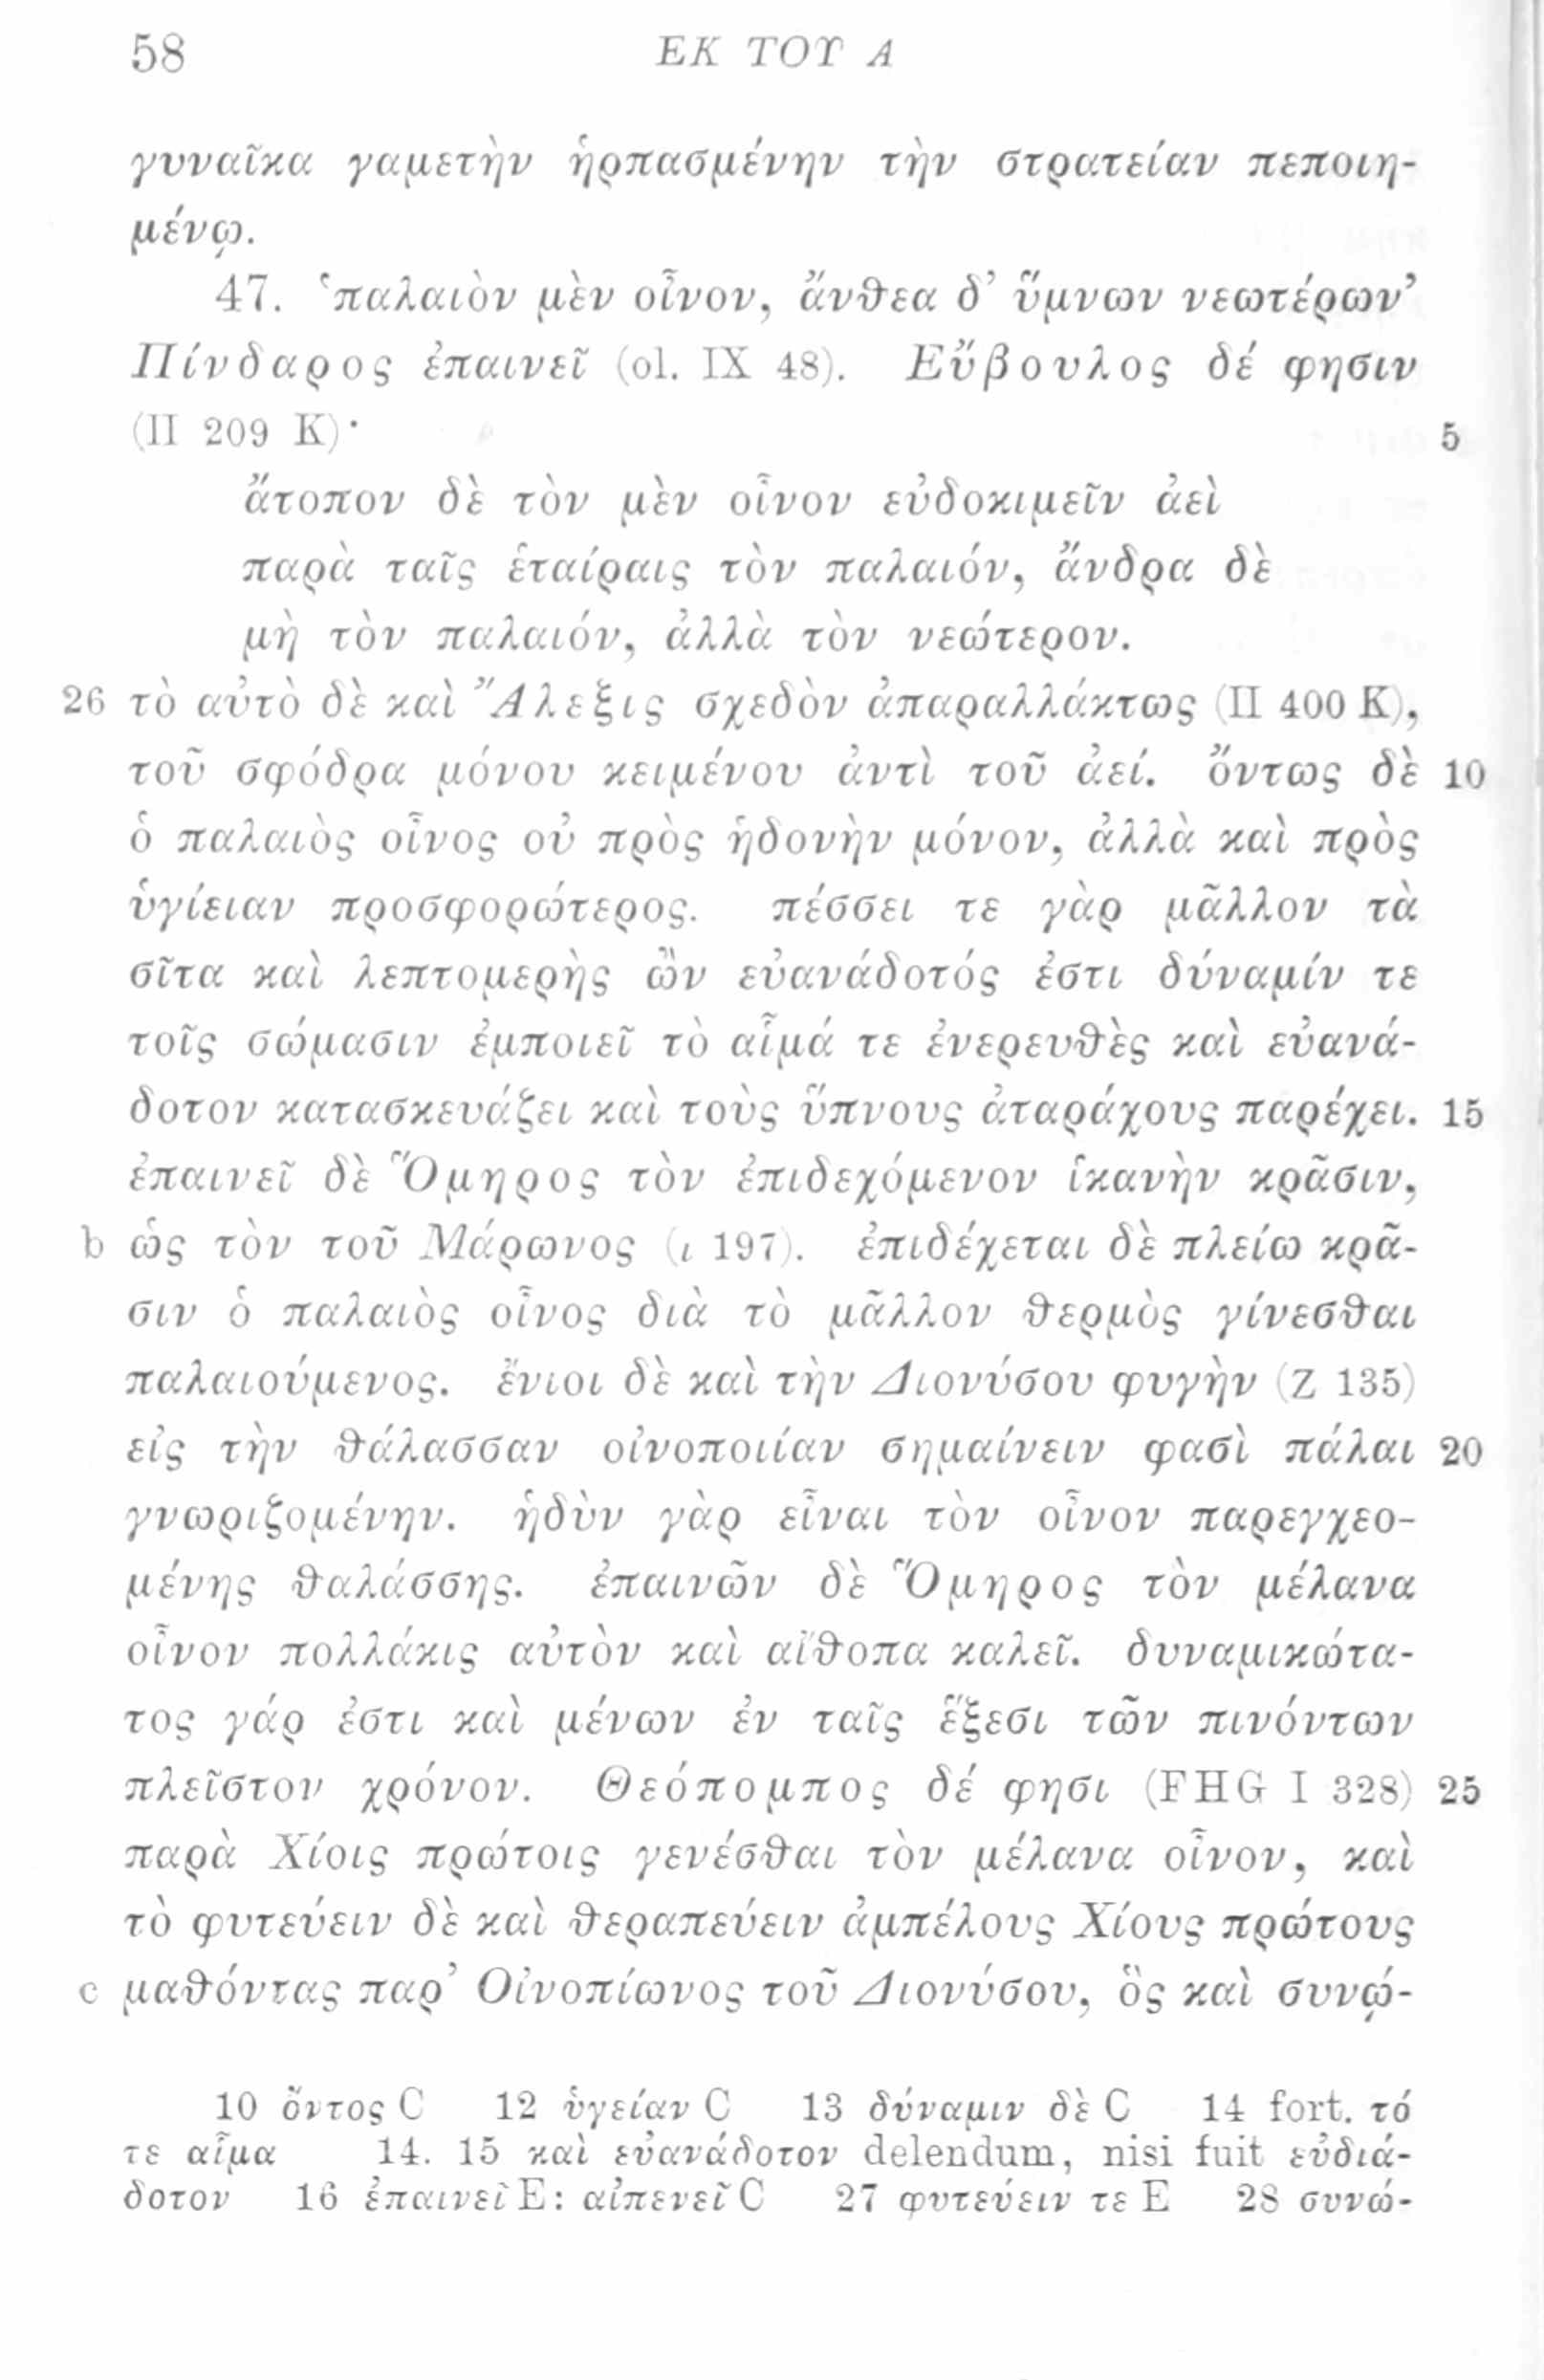 58 ΕΚ ΤΟΥ Α
γυναῖκα γαμετὴν ἡρπασμένην τὴν στρατείαν πεποιη-
μένῳ.
47. ‛παλαιὸν μὲν οἶνον, ἄνθεα δ’ ὕμνων νεωτέρων’
Πίνδαρος ἐπαινεῖ (ol. IX 48). Εὔβουλος δέ φησιν
(II 209 K)· 5
ἄτοπον δὲ τὸν μὲν οἶνον εὐδοκιμεῖν ἀεὶ
παρὰ ταῖς ἑταίραις τὸν παλαιόν, ἄνδρα δὲ
μὴ τὸν παλαιόν, ἀλλὰ τὸν νεώτερον.
26 τὸ αὐτὸ δὲ καὶ Ἄλεξις σχεδὸν ἀπαραλλάκτως (II 400 K),
τοῦ σφόδρα μόνου κειμένου ἀντὶ τοῦ ἀεί. ὄντως δὲ 10
ὁ παλαιὸς οἶνος οὐ πρὸς ἡδονὴν μόνον, ἀλλὰ καὶ πρὸς
ὑγίειαν προσφορώτερος. πέσσει τε γὰρ μᾶλλον τὰ
σῖτα καὶ λεπτομερὴς ὢν εὐανάδοτός ἐστι δύναμίν τε
τοῖς σώμασιν ἐμποιεῖ τὸ αἷμά τε ἐνερευθὲς καὶ εὐανά-
δοτον κατασκευάζει καὶ τοὺς ὕπνους ἀταράχους παρέχει. 15
ἐπαινεῖ δὲ Ὅμηρος τὸν ἐπιδεχόμενον ἱκανὴν κρᾶσιν,
b ὡς τὸν τοῦ Μάρωνος (ι 197). ἐπιδέχεται δὲ πλείω κρᾶ-
σιν ὁ παλαιὸς οἶνος διὰ τὸ μᾶλλον θερμὸς γίνεσθαι
παλαιούμενος. ἔνιοι δὲ καὶ τὴν Διονύσου φυγὴν (Ζ 135)
εἰς τὴν θάλασσαν οἰνοποιίαν σημαίνειν φασὶ πάλαι 20
γνωριζομένην. ἡδὺν γὰρ εἶναι τὸν οἶνον παρεγχεο-
μένης θαλάσσης. ἐπαινῶν δὲ Ὅμηρος τὸν μέλανα
οἶνον πολλάκις αὐτὸν καὶ αἴθοπα καλεῖ. δυναμικώτα-
τος γάρ ἐστι καὶ μένων ἐν ταῖς ἕξεσι τῶν πινόντων
πλεῖστον χρόνον. Θεόπομπος δέ φησι (FHG I 328) 25
παρὰ Χίοις πρώτοις γενέσθαι τὸν μέλανα οἶνον, καὶ
τὸ φυτεύειν δὲ καὶ θεραπεύειν ἀμπέλους Χίους πρώτους
c μαθόντας παρ’ Οἰνοπίωνος τοῦ Διονύσου, ὃς καὶ συνῴ-
10 ὄντος C 12 ὑγείαν C 13 δύναμιν δὲ C 14 fort. τό
τε αἷμα 14. 15 καὶ εὐανάδοτον delendum, nisi fuit εὐδιά-
δοτον 16 ἐπαινεῖ E: αἰπενεῖ C 27 φυτεύειν τε E 28 συνώ-